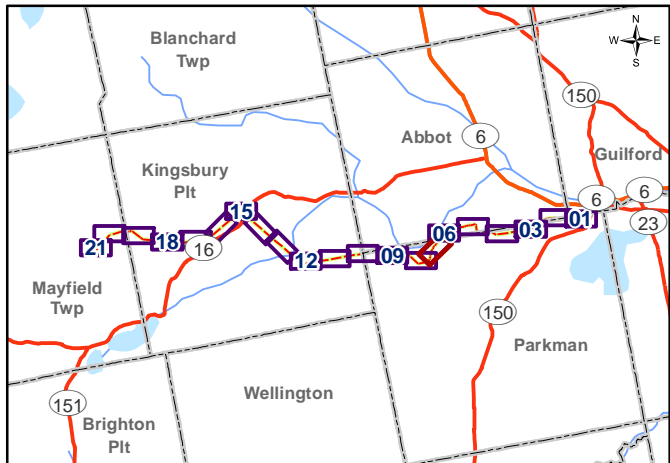 Blanchard
Twp
N
W E
S
150
Abbot
6
Guilford
Kingsbury
Plt
6
6
15
01
23
06
03
21
18
16
12
09
Mayfield
Twp
150
Parkman
Wellington
151
Brighton
Plt